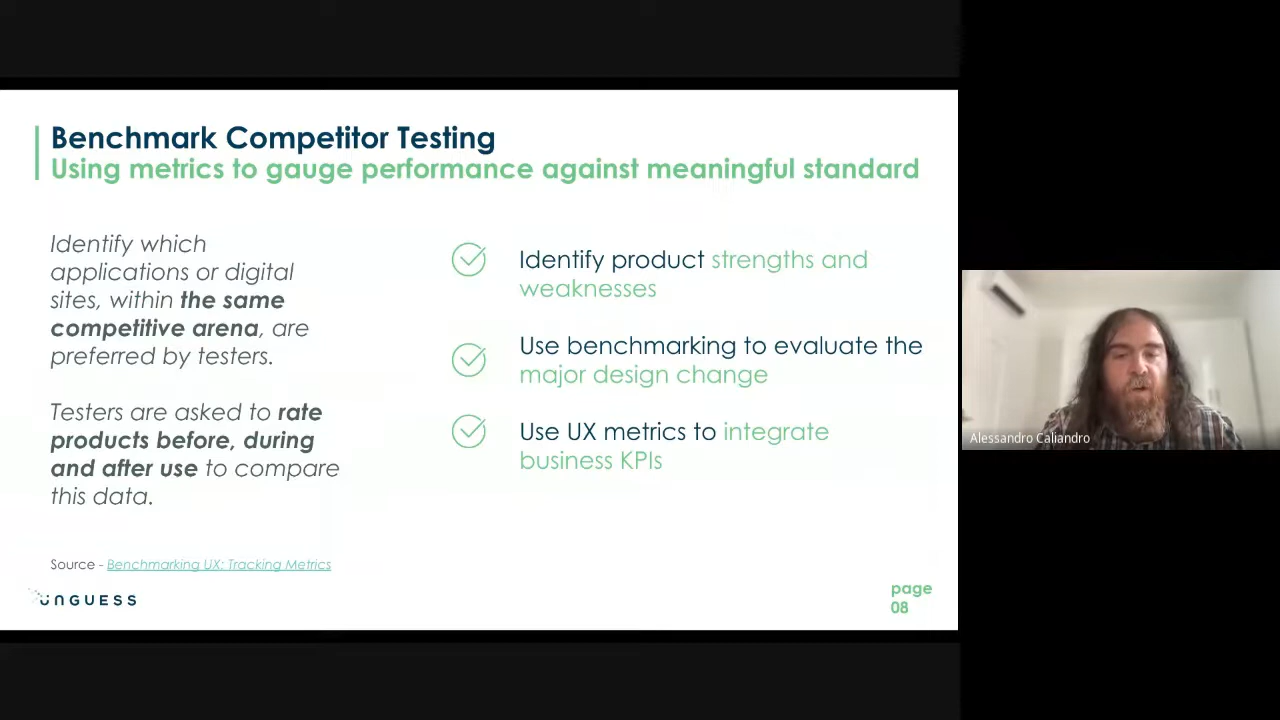 Benchmark Competitor Testing
Using metrics to gauge performance against meaningful standard
Identify which
applications or digital
sites, within the same
competitive arena, are
preferred by testers.
Testers are asked to rate
products before, during
and after use to compare
this data.
Identify product strengths and
weaknesses
Use benchmarking to evaluate the
major design change
Use UX metrics to integrate
business KPIs
Source - Benchmarking UX: Tracking Metrics
UNGUESS
page
08
Alessandro Caliandro